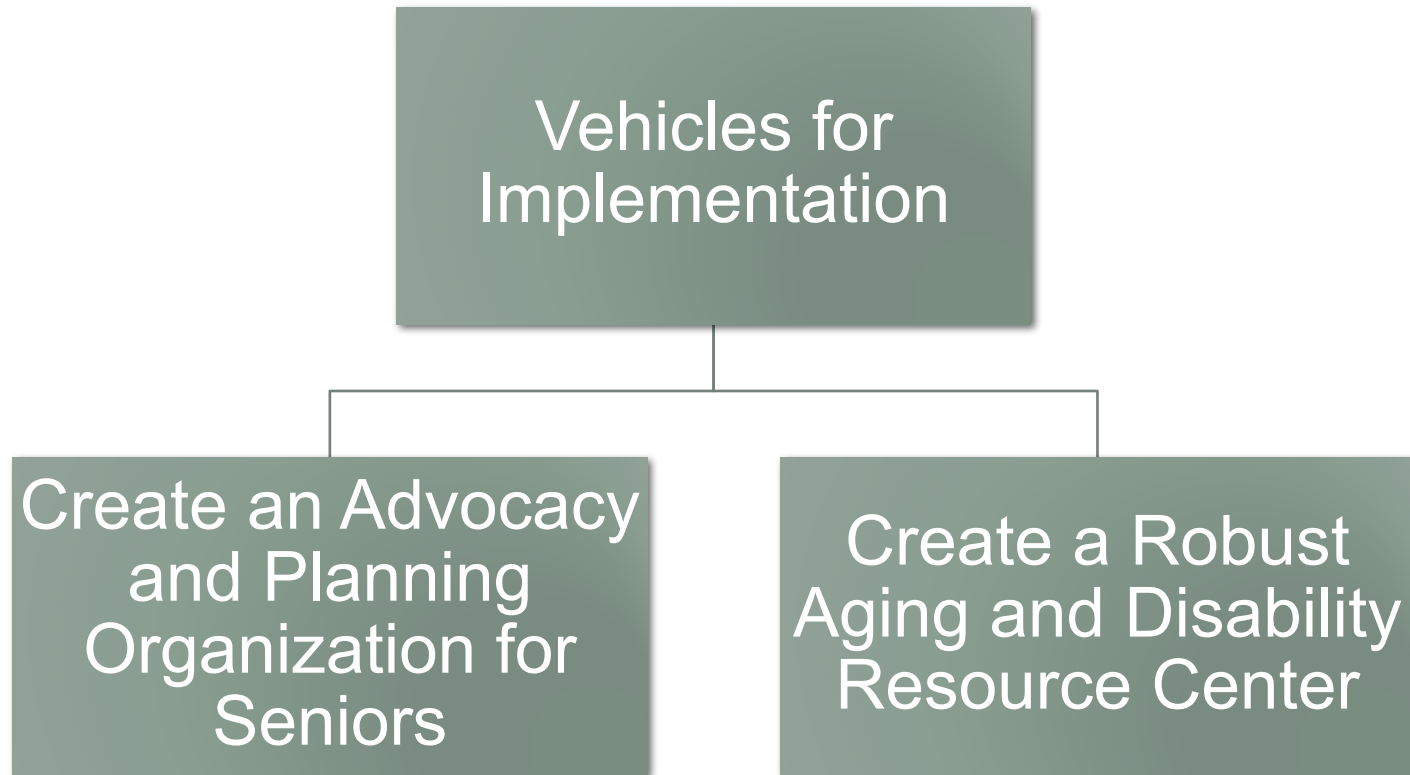 Vehicles for
Implementation
Create an Advocacy
and Planning
Organization for
Seniors
Create a Robust
Aging and Disability
Resource Center